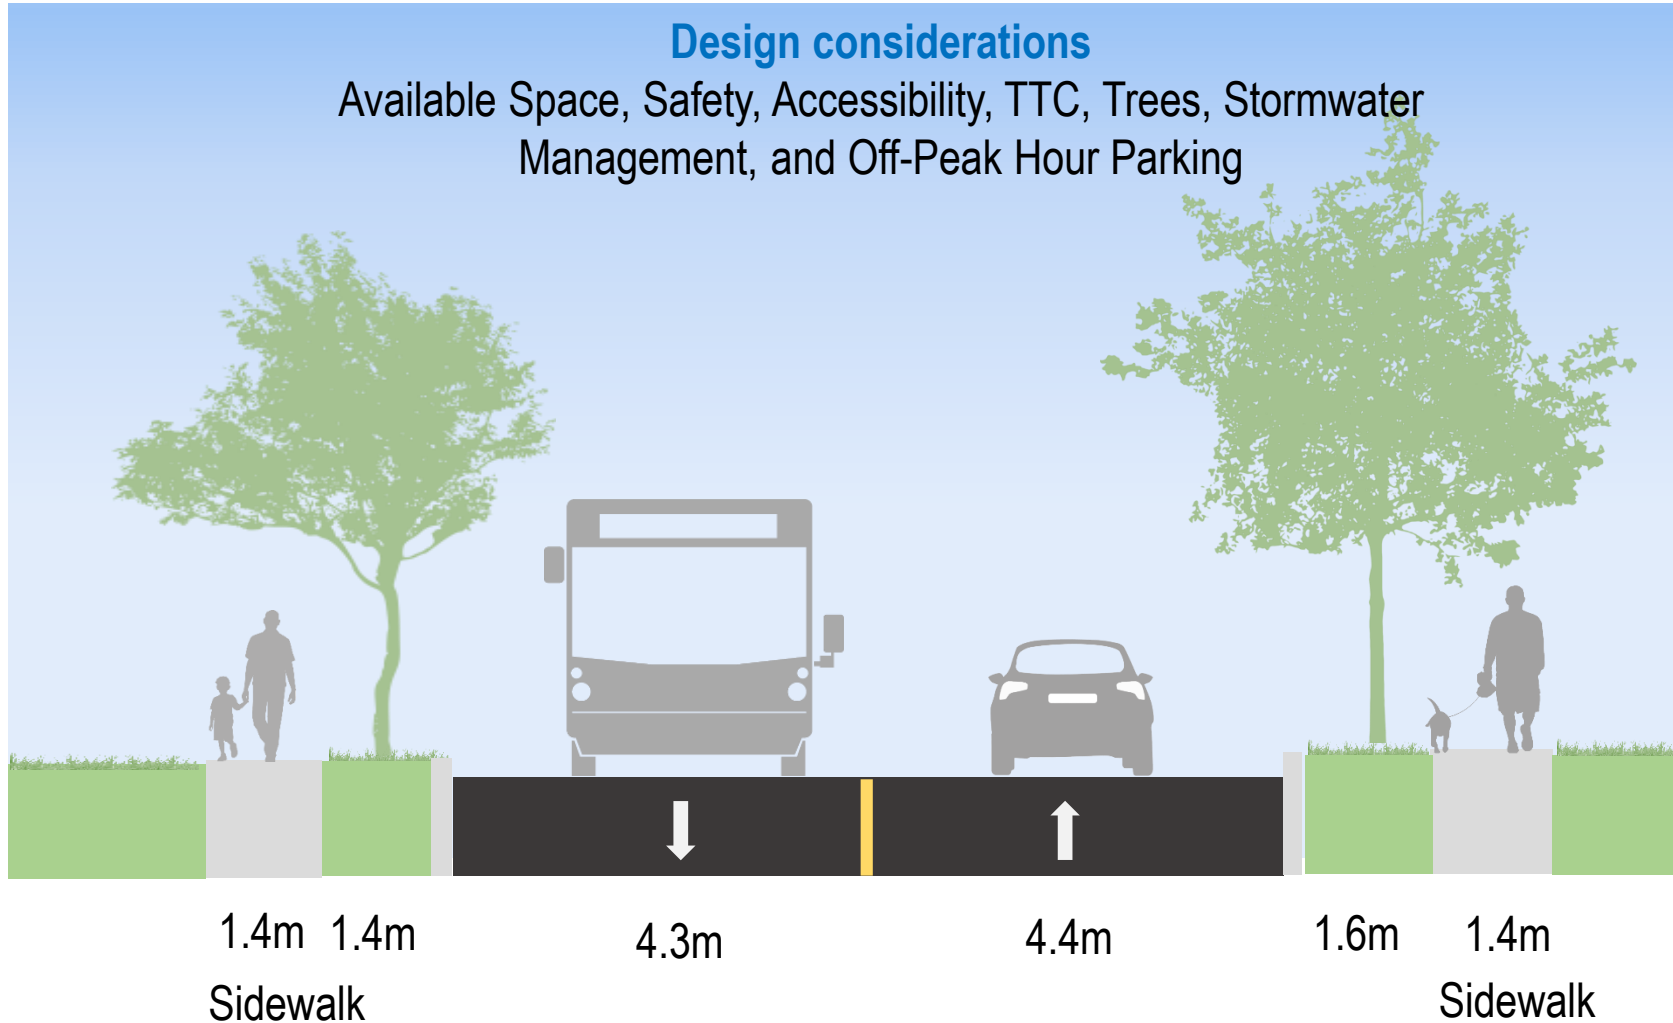 Design considerations
Available Space, Safety, Accessibility, TTC, Trees, Stormwater
Management, and Off-Peak Hour Parking
1.4m 1.4m 4.3m 4.4m 1.6m 1.4m
Sidewalk Sidewalk